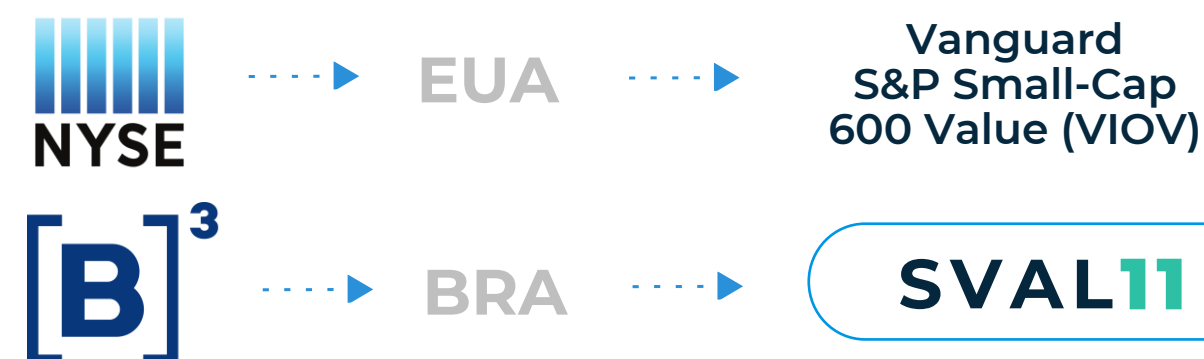 NYSE
EUA
Vanguard
S&P Small-Cap
600 Value (VIOV)
[B]³
BRA
SVAL11